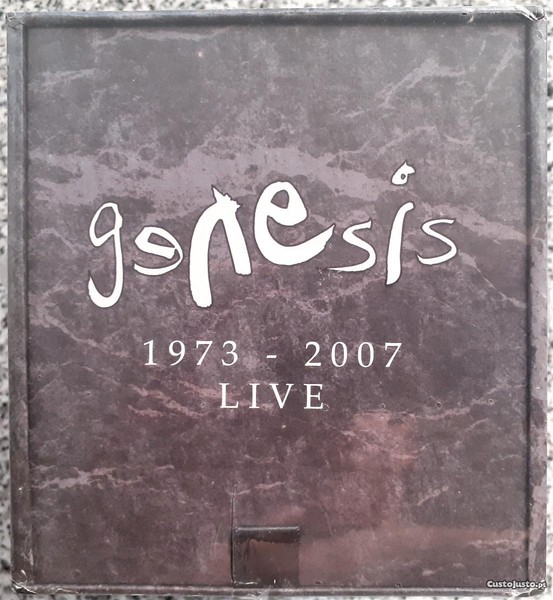 genesis
1973 - 2007
LIVE
CustoJusto.pt